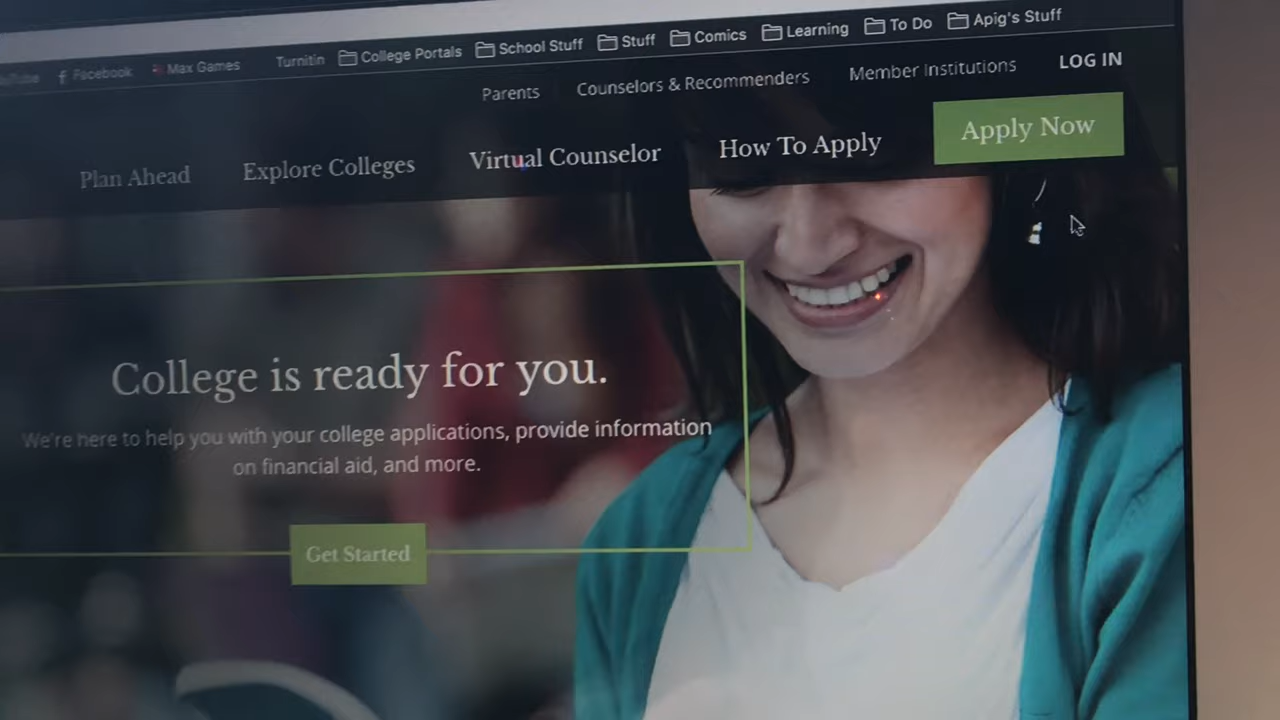 Facebook Max Games Turnitin College Portals School Stuff Stuff Comics Learning To Do Apig's Stuff
Parents Counselors & Recommenders Member Institutions LOG IN
Plan Ahead Explore Colleges Virtual Counselor How To Apply Apply Now
College is ready for you.
We're here to help you with your college applications, provide information
on financial aid, and more.
Get Started